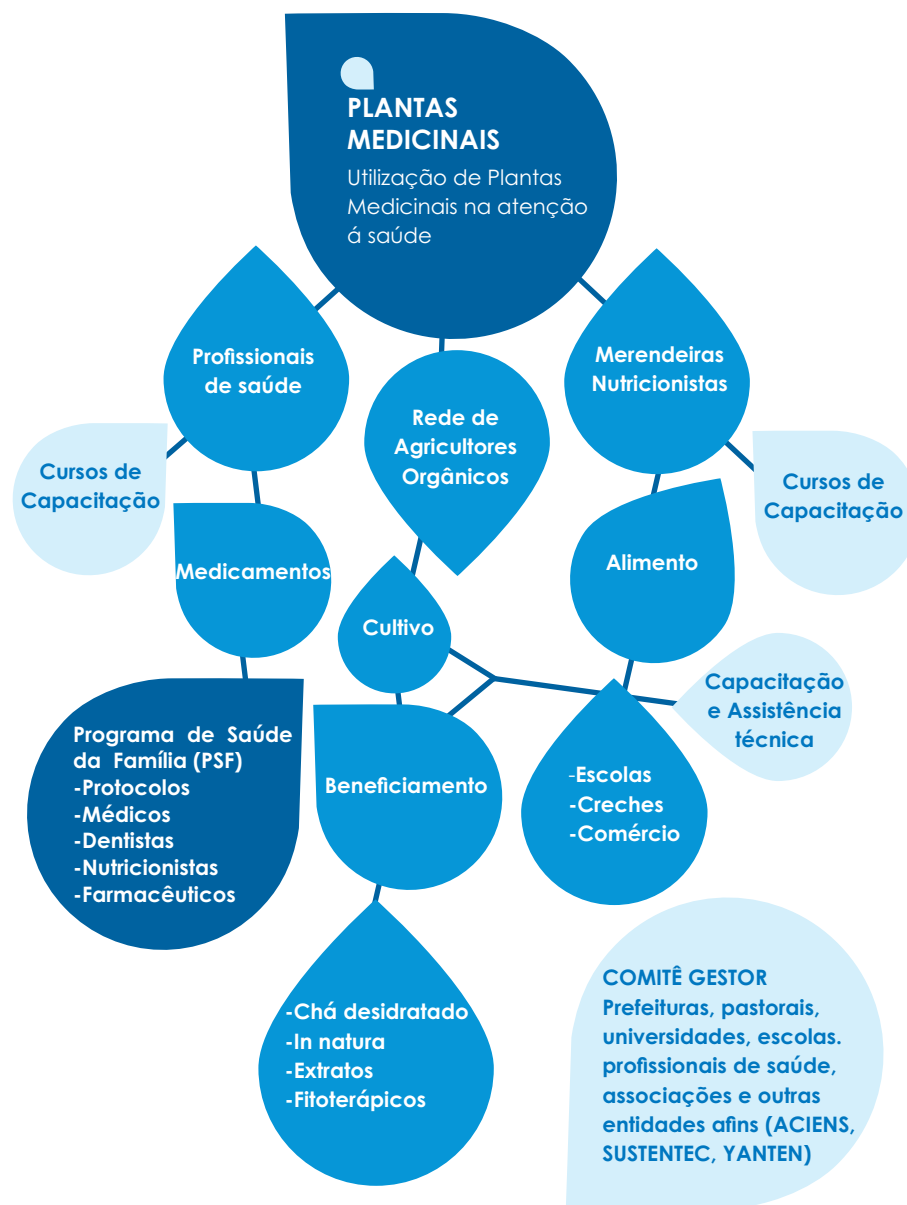 PLANTAS
MEDICINAIS
Utilização de Plantas
Medicinais na atenção
á saúde
Profissionais
de saúde
Rede de
Agricultores
Orgânicos
Merendeiras
Nutricionistas
Cursos de
Capacitação
Cursos de
Capacitação
Medicamentos
Cultivo
Alimento
Capacitação
e Assistência
técnica
Programa de Saúde
da Família (PSF)
-Protocolos
-Médicos
-Dentistas
-Nutricionistas
-Farmacêuticos
Beneficiamento
-Escolas
-Creches
-Comércio
-Chá desidratado
-In natura
-Extratos
-Fitoterápicos
COMITÊ GESTOR
Prefeituras, pastorais,
universidades, escolas.
profissionais de saúde,
associações e outras
entidades afins (ACIENS,
SUSTENTEC, YANTEN)